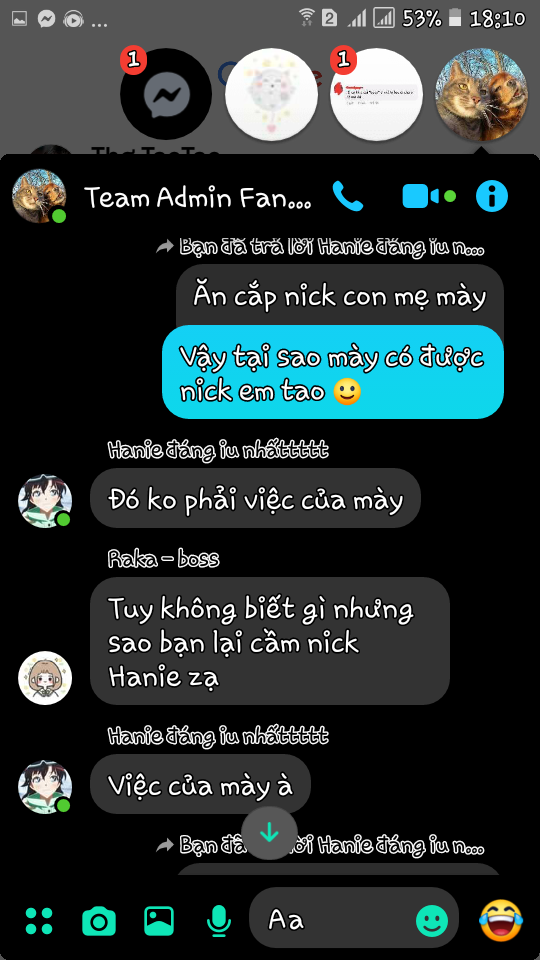 2 53% 18:10
1 1
Team Admin Fan...
Bạn đã trả lời Hanie đáng iu n...
Ăn cắp nick con mẹ mày
Vậy tại sao mày có được
nick em tao 🙂
Hanie đáng iu nhấttttt
Đó ko phải việc của mày
Raka - boss
Tuy không biết gì nhưng
sao bạn lại cầm nick
Hanie zạ
Hanie đáng iu nhấttttt
Việc của mày à
Bạn đã lời Hanie đáng iu n...
Aa